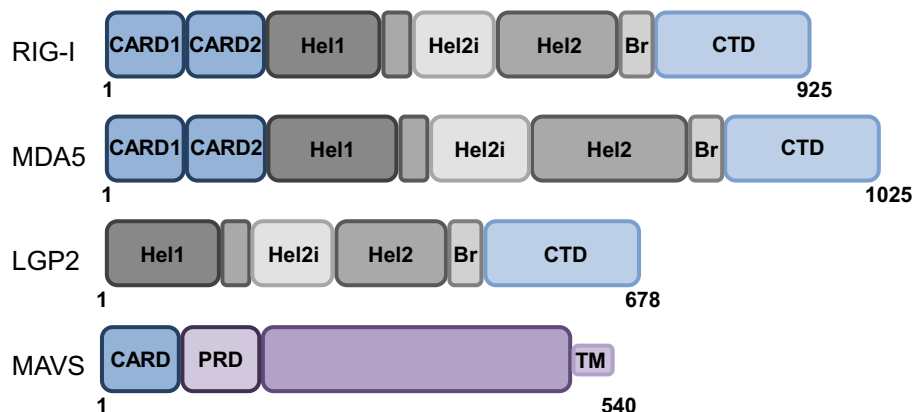 RIG-I CARD1 CARD2 Hel1 Hel2i Hel2 Br CTD
1 925
MDA5 CARD1 CARD2 Hel1 Hel2i Hel2 Br CTD
1 1025
LGP2 Hel1 Hel2i Hel2 Br CTD
1 678
MAVS CARD PRD TM
1 540